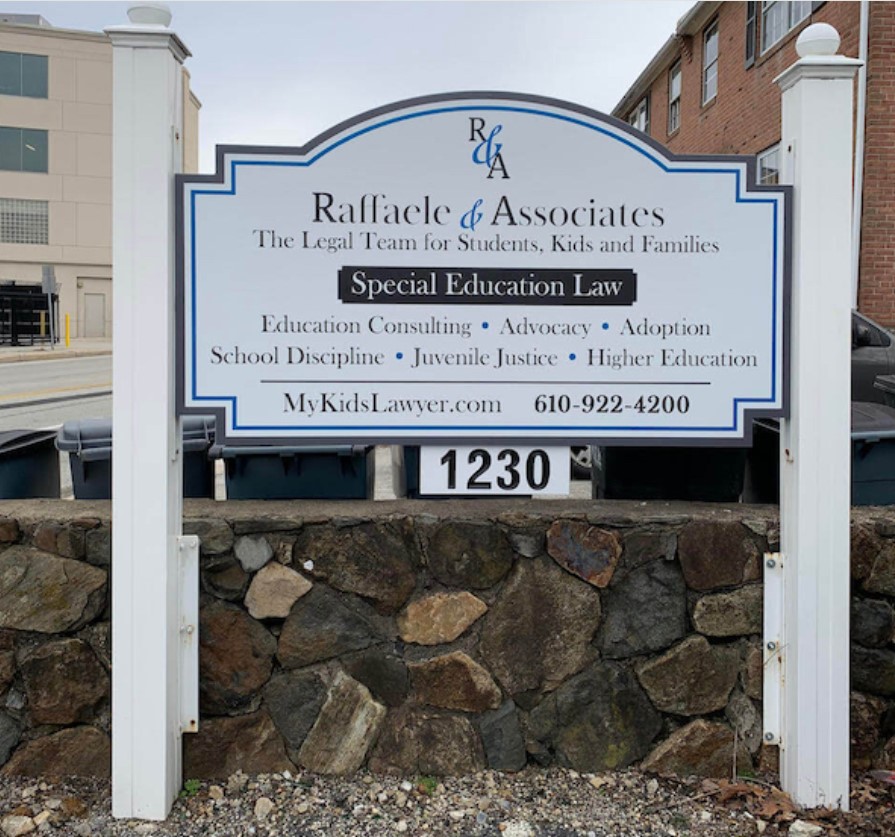 R&A
Raffaele & Associates
The Legal Team for Students, Kids and Families
Special Education Law
Education Consulting • Advocacy • Adoption
School Discipline • Juvenile Justice • Higher Education
MyKidsLawyer.com 610-922-4200
1230